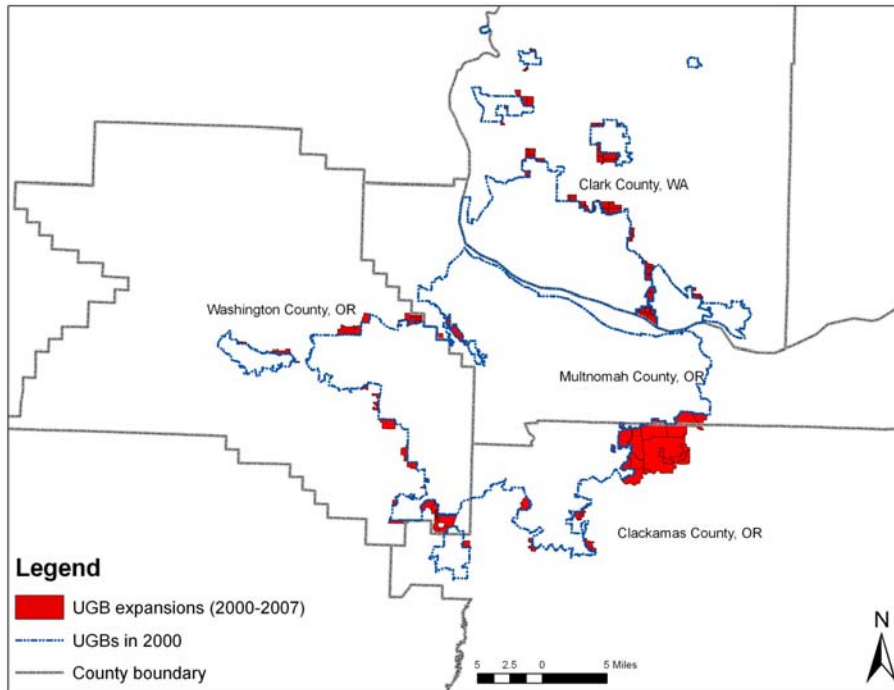 Clark County, WA
Washington County, OR
Multnomah County, OR
Clackamas County, OR
Legend
UGB expansions (2000-2007)
UGBs in 2000
County boundary
N
5 2.5 0 5 Miles